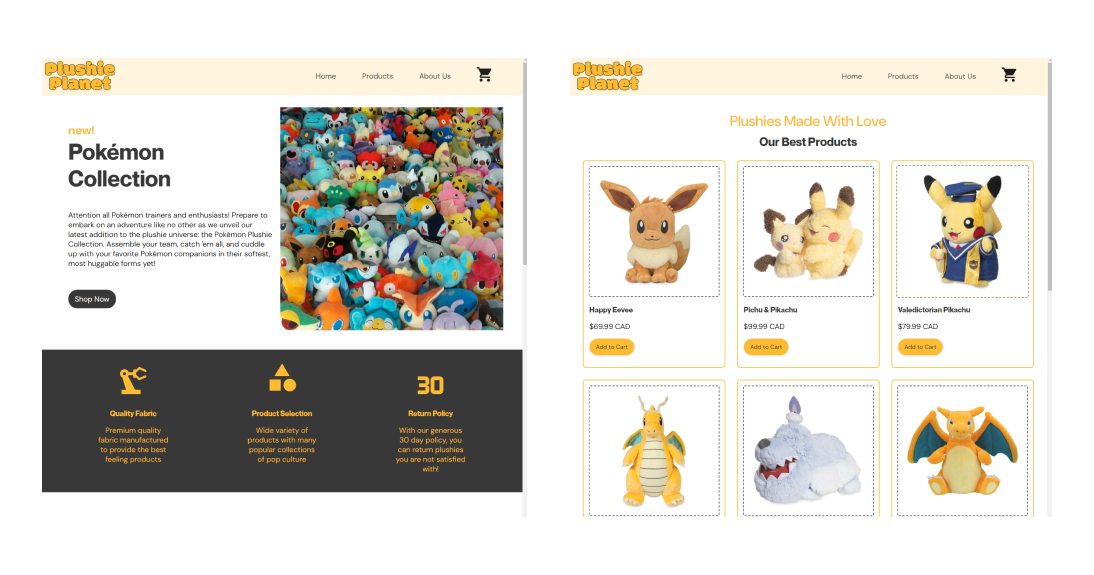 Plushie
Planet
Home Products About Us
new!
Pokémon
Collection
Attention all Pokémon trainers and enthusiasts! Prepare to
embark on an adventure like no other as we unveil our
latest addition to the plushie universe: the Pokémon Plushie
Collection. Assemble your team, catch 'em all, and cuddle
up with your favorite Pokémon companions in their softest,
most huggable forms yet!
Shop Now
30
Quality Fabric
Premium quality
fabric manufactured
to provide the best
feeling products
Product Selection
Wide variety of
products with many
popular collections
of pop culture
Return Policy
With our generous
30 day policy, you
can return plushies
you are not satisfied
with!
Plushie
Planet
Home Products About Us
Plushies Made With Love
Our Best Products
Happy Eevee
$69.99 CAD
Add to Cart
Pichu & Pikachu
$99.99 CAD
Add to Cart
Valedictorian Pikachu
$79.99 CAD
Add to Cart